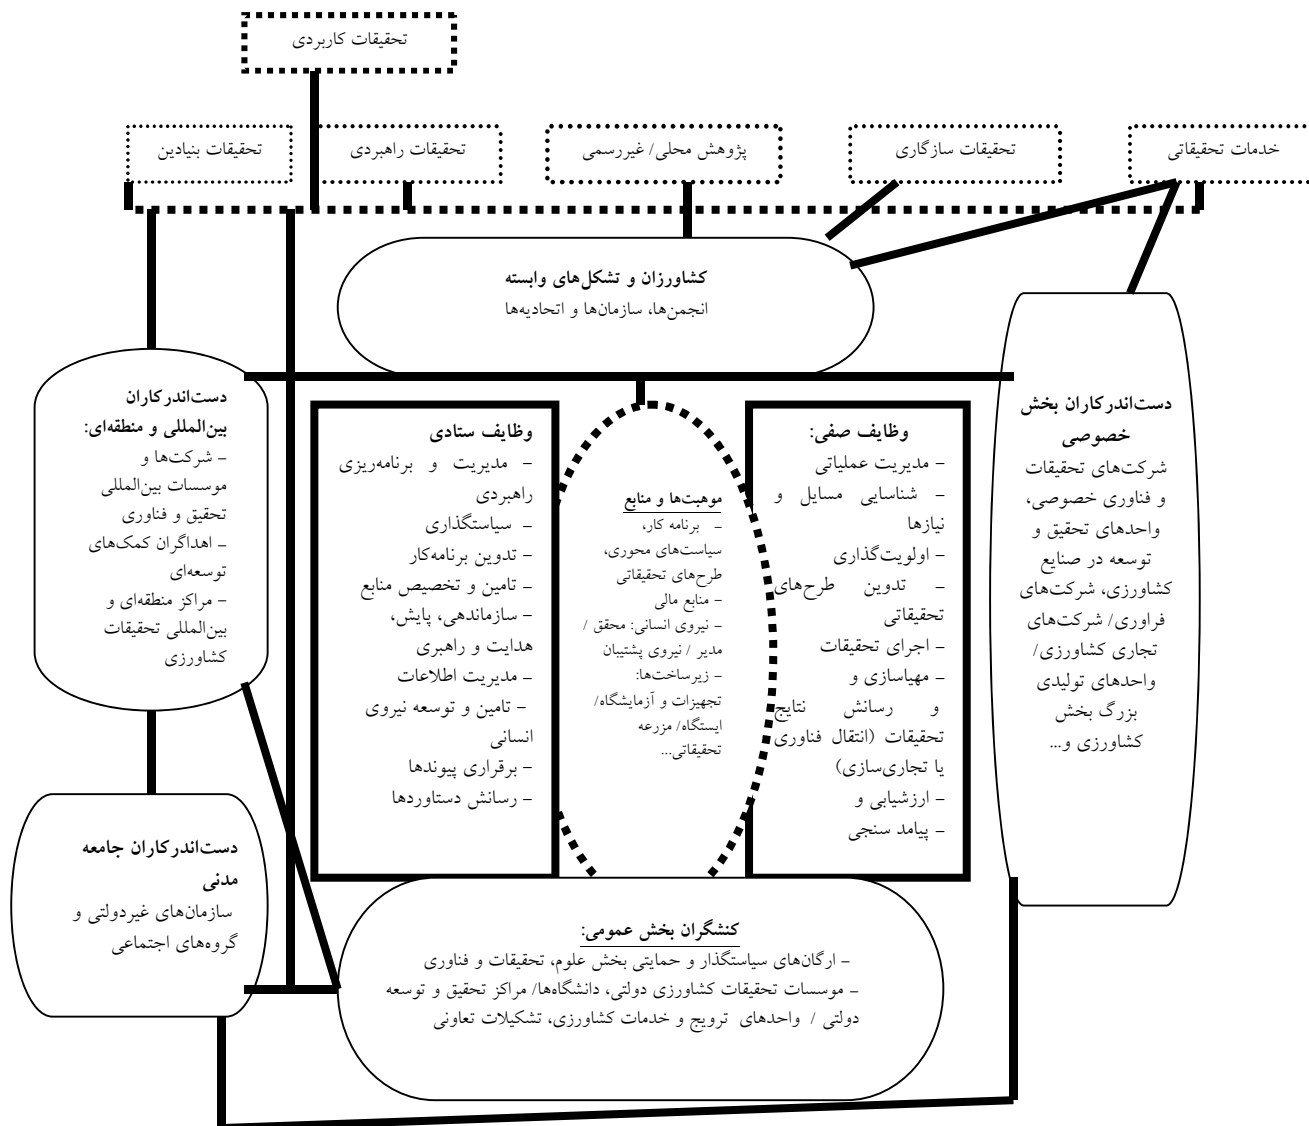 تحقیقات کاربردی
خدمات تحقیقاتی
تحقیقات سازگاری
پژوهش محلی/ غیررسمی
تحقیقات راهبردی
تحقیقات بنیادین
کشاورزان و تشکل‌های وابسته
انجمن‌ها، سازمان‌ها و اتحادیه‌ها
دست‌اندرکاران بخش
خصوصی
شرکت‌های تحقیقات
و فناوری خصوصی،
واحدهای تحقیق و
توسعه در صنایع
کشاورزی، شرکت‌های
فراوری/ شرکت‌های
تجاری کشاورزی/
واحدهای تولیدی
بزرگ بخش
کشاورزی و...
وظایف صفی:
– مدیریت عملیاتی
– شناسایی مسایل و
نیازها
– اولویت‌گذاری
– تدوین طرح‌های
تحقیقاتی
– اجرای تحقیقات
– مهیاسازی و
و رسانش نتایج
تحقیقات (انتقال فناوری
یا تجاری‌سازی)
– ارزشیابی و
– پیامد سنجی
موهبت‌ها و منابع
– برنامه کار،
سیاست‌های محوری،
طرح‌های تحقیقاتی
– منابع مالی
– نیروی انسانی: محقق /
مدیر / نیروی پشتیبان
– زیرساخت‌ها:
تجهیزات و آزمایشگاه/
ایستگاه/ مزرعه
تحقیقاتی...
وظایف ستادی
– مدیریت و برنامه‌ریزی
راهبردی
– سیاستگذاری
– تدوین برنامه‌کار
– تامین و تخصیص منابع
– سازماندهی، پایش،
هدایت و راهبری
– مدیریت اطلاعات
– تامین و توسعه نیروی
انسانی
– برقراری پیوندها
– رسانش دستاوردها
دست‌اندرکاران
بین‌المللی و منطقه‌ای:
– شرکت‌ها و
موسسات بین‌المللی
تحقیق و فناوری
– اهداگران کمک‌های
توسعه‌ای
– مراکز منطقه‌ای و
بین‌المللی تحقیقات
کشاورزی
دست‌اندرکاران جامعه
مدنی
سازمان‌های غیردولتی و
گروه‌های اجتماعی
کنشگران بخش عمومی:
– ارگان‌های سیاستگذار و حمایتی بخش علوم، تحقیقات و فناوری
– موسسات تحقیقات کشاورزی دولتی، دانشگاه‌ها/ مراکز تحقیق و توسعه
دولتی / واحدهای ترویج و خدمات کشاورزی، تشکیلات تعاونی